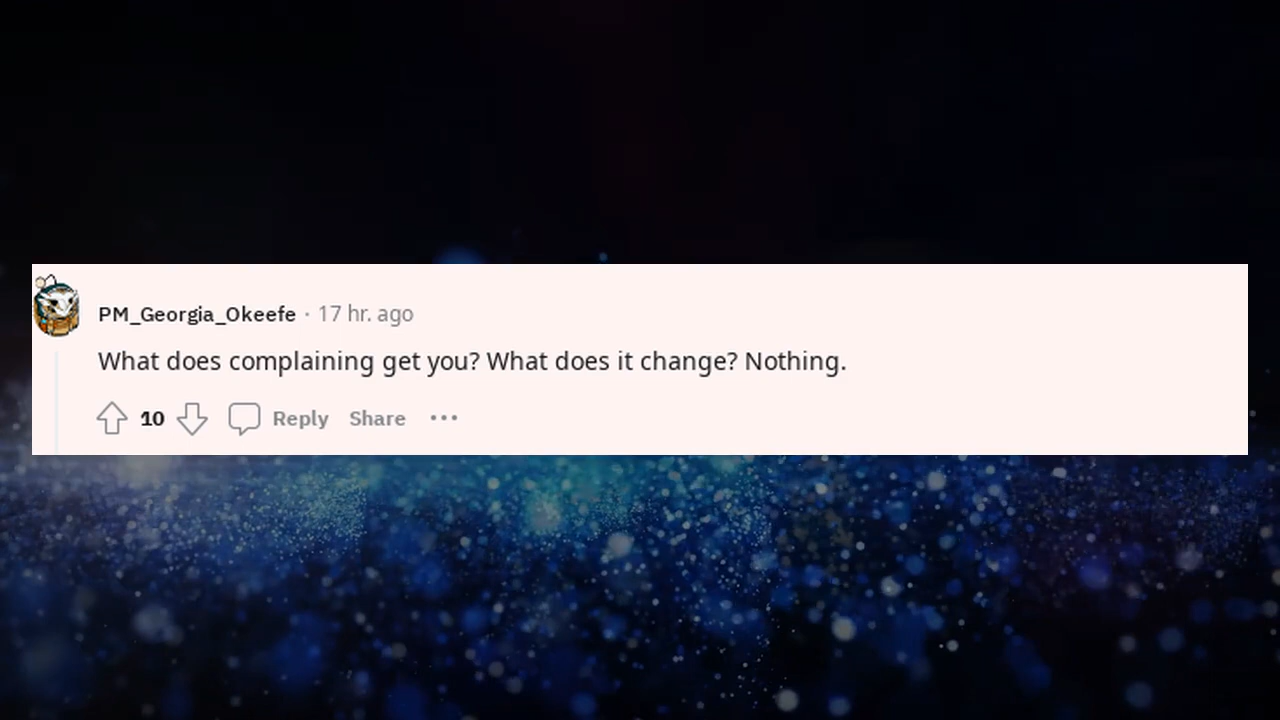 PM_Georgia_Okeefe · 17 hr. ago
What does complaining get you? What does it change? Nothing.
10 Reply Share ···